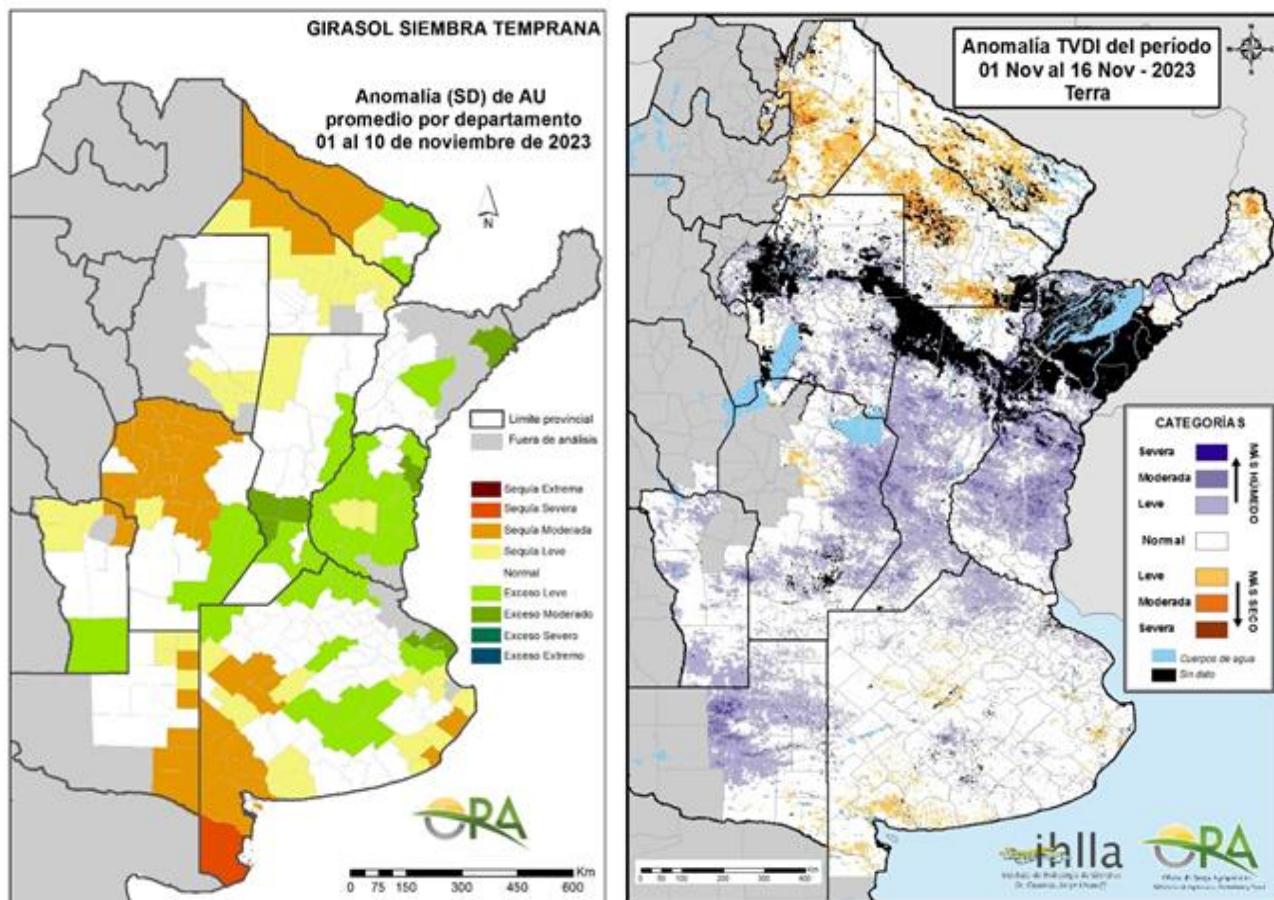 GIRASOL SIEMBRA TEMPRANA
Anomalía (SD) de AU
promedio por departamento
01 al 10 de noviembre de 2023
N
Limite provincial
Fuera de análisis
Sequía Extrema
Sequía Severa
Sequía Moderada
Sequía Leve
Normal
Exceso Leve
Exceso Moderado
Exceso Severo
Exceso Extremo
ORA
Km
0 75 150 300 450 600
Anomalía TVDI del período
01 Nov al 16 Nov - 2023
Terra
CATEGORÍAS
Severa
Moderada
Leve
MÁS HÚMEDO
Normal
Leve
Moderada
Severa
MÁS SECO
Cuerpos de agua
Sin dato
ihlla
ORA